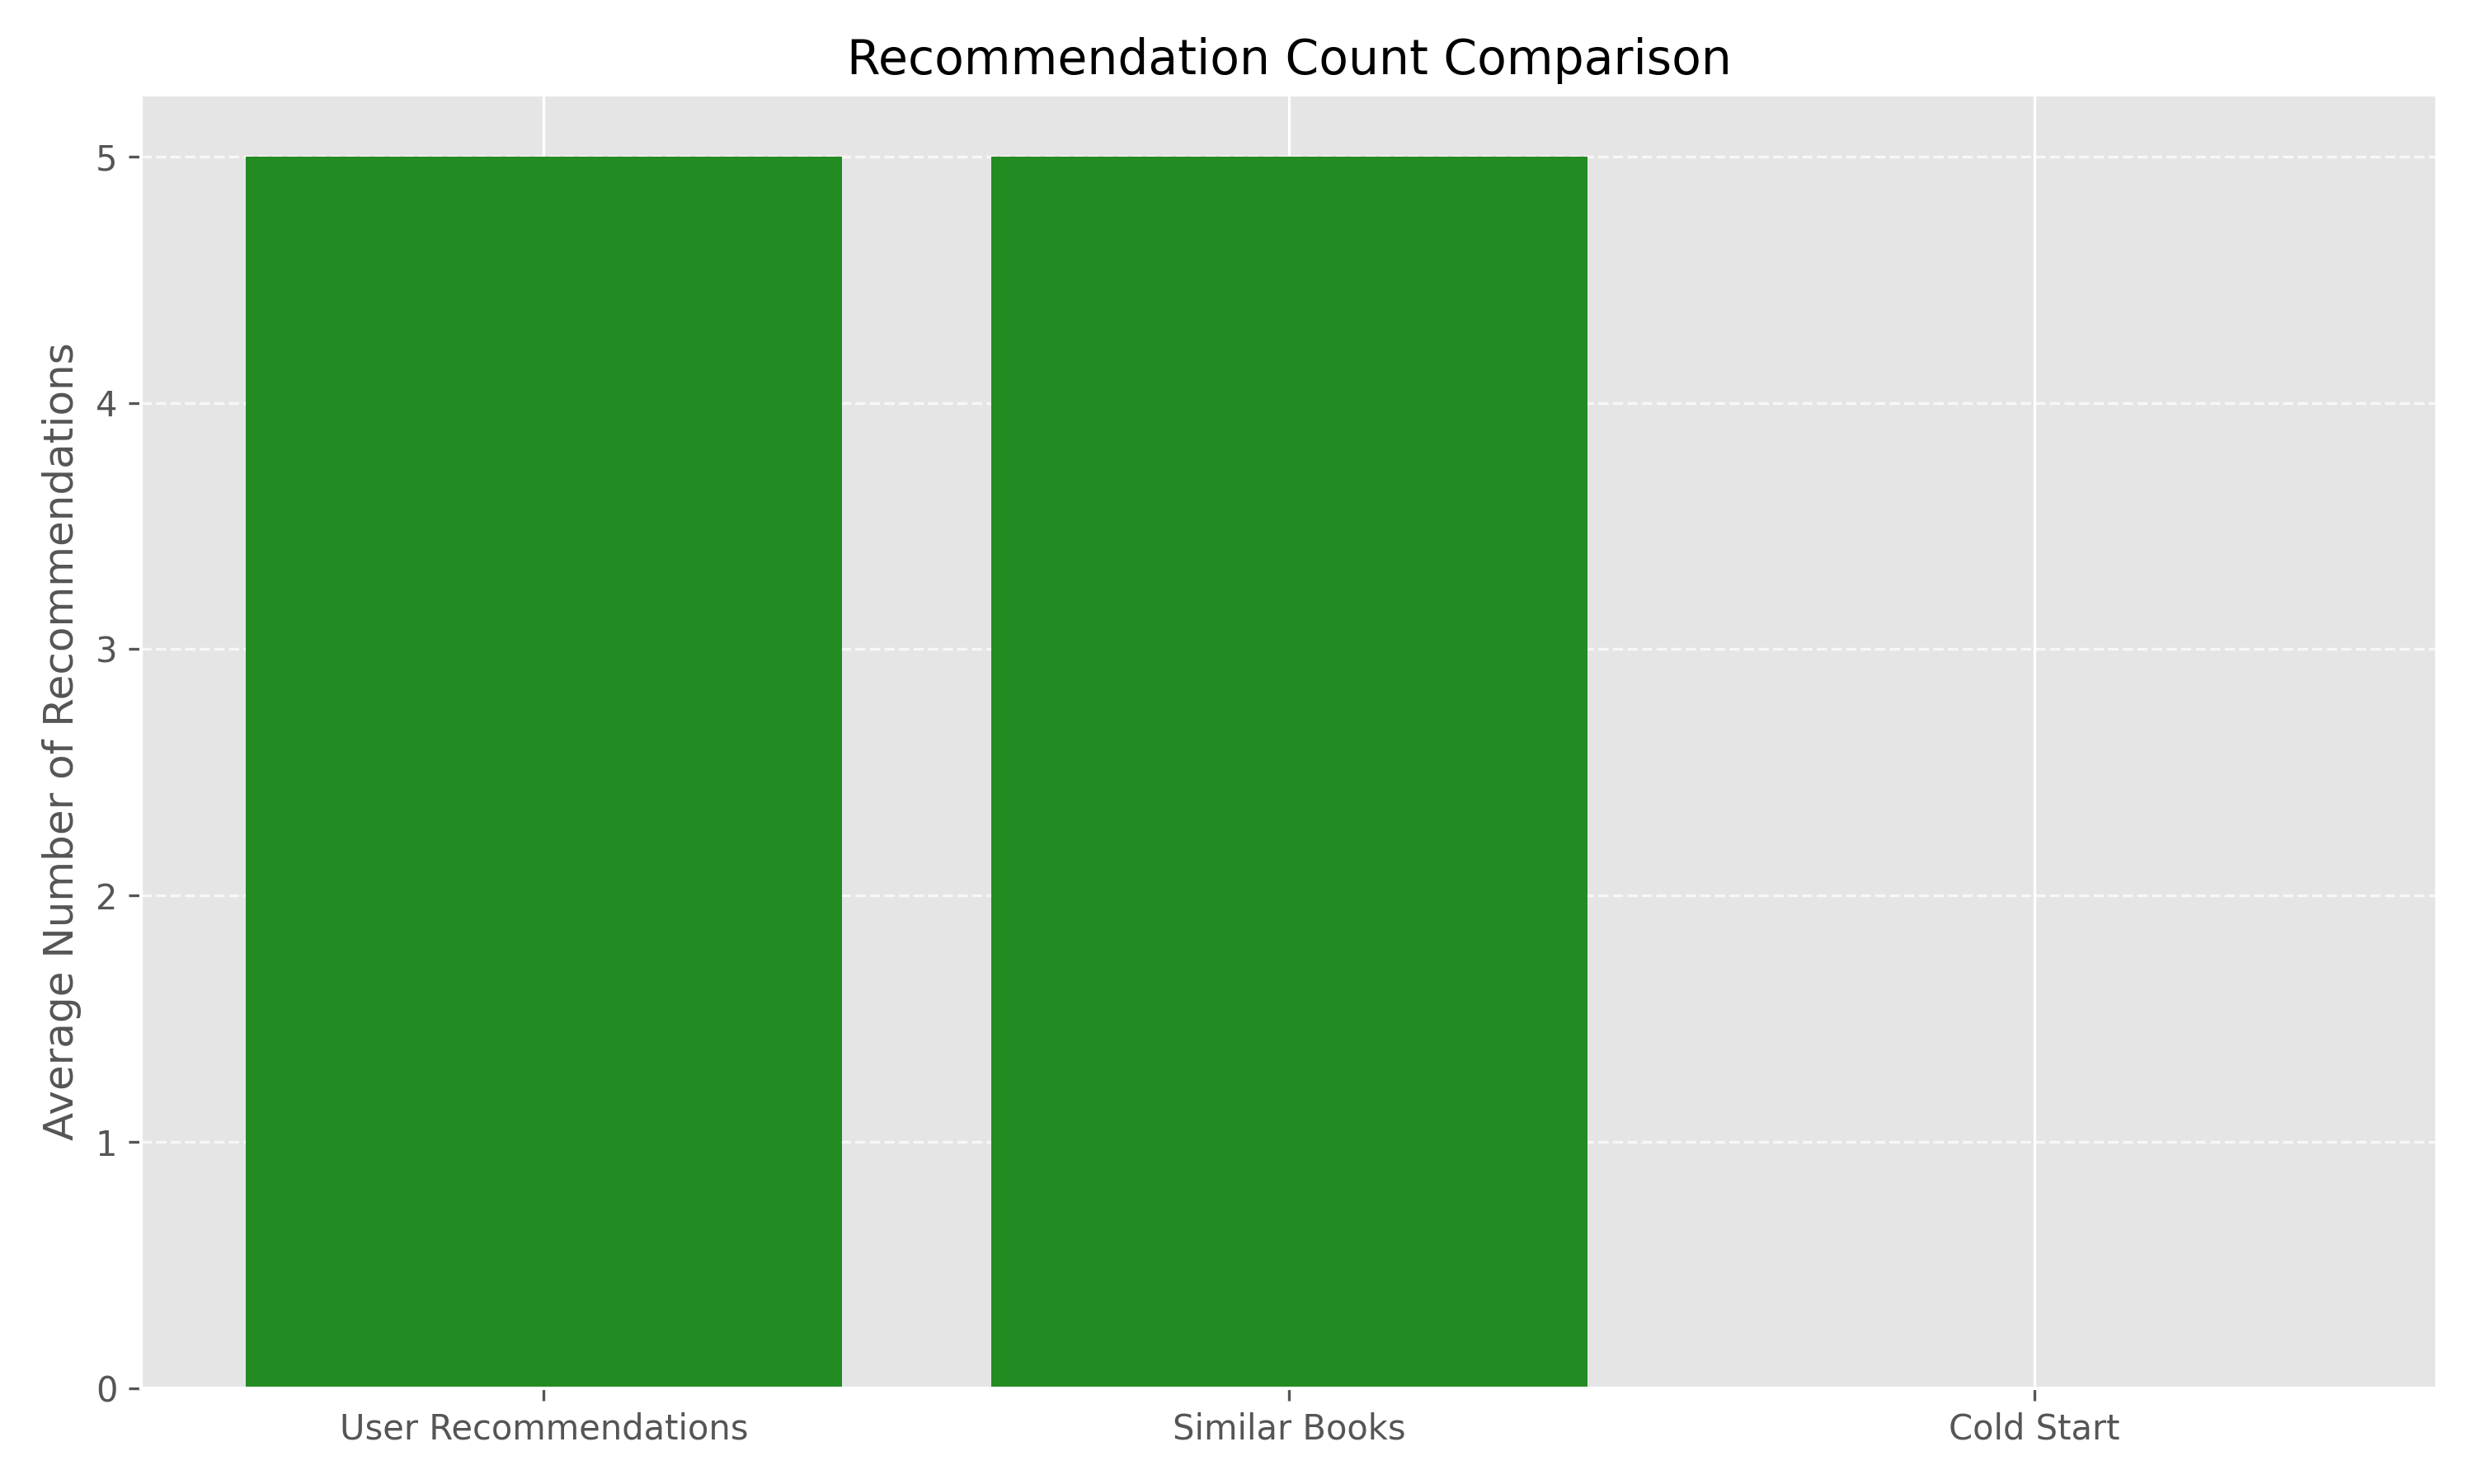 Recommendation Count Comparison
Average Number of Recommendations
5
4
3
2
1
0
User Recommendations
Similar Books
Cold Start